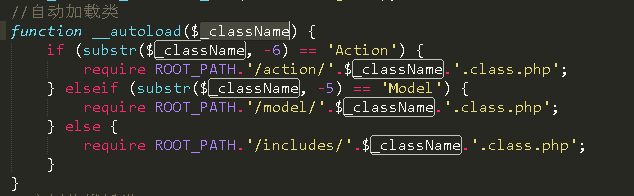 //自动加载类
function __autoload($_className) {
    if (substr($_className, -6) == 'Action') {
        require ROOT_PATH.'/action/'.$_className.'.class.php';
    } elseif (substr($_className, -5) == 'Model') {
        require ROOT_PATH.'/model/'.$_className.'.class.php';
    } else {
        require ROOT_PATH.'/includes/'.$_className.'.class.php';
    }
}